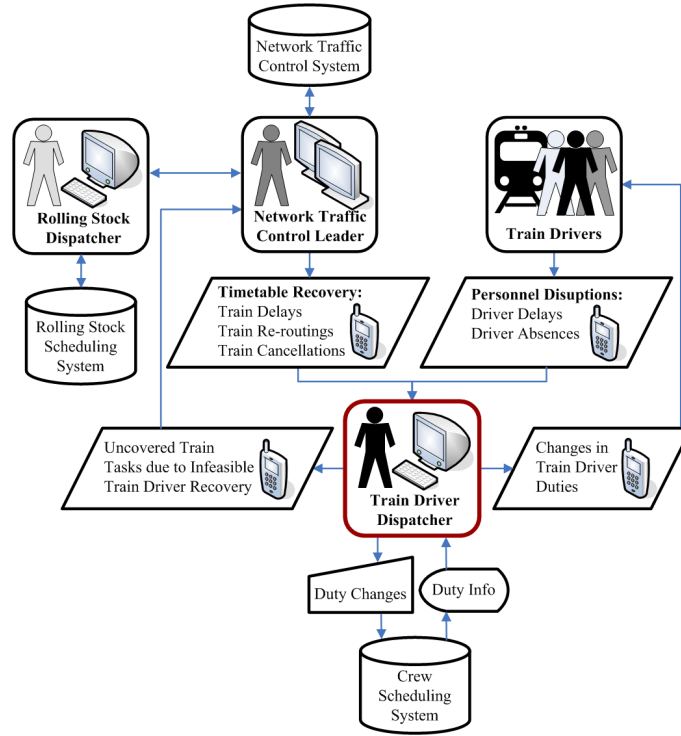 Network Traffic
Control System
Rolling Stock
Dispatcher
Network Traffic
Control Leader
Train Drivers
Rolling Stock
Scheduling
System
Timetable Recovery:
Train Delays
Train Re-routings
Train Cancellations
Personnel Disuptions:
Driver Delays
Driver Absences
Uncovered Train
Tasks due to Infeasible
Train Driver Recovery
Train Driver
Dispatcher
Changes in
Train Driver
Duties
Duty Changes
Duty Info
Crew
Scheduling
System